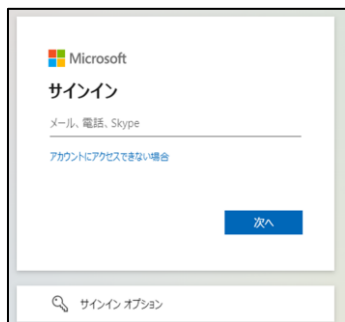 Microsoft
サインイン
メール、電話、Skype
アカウントにアクセスできない場合
次へ
サインイン オプション